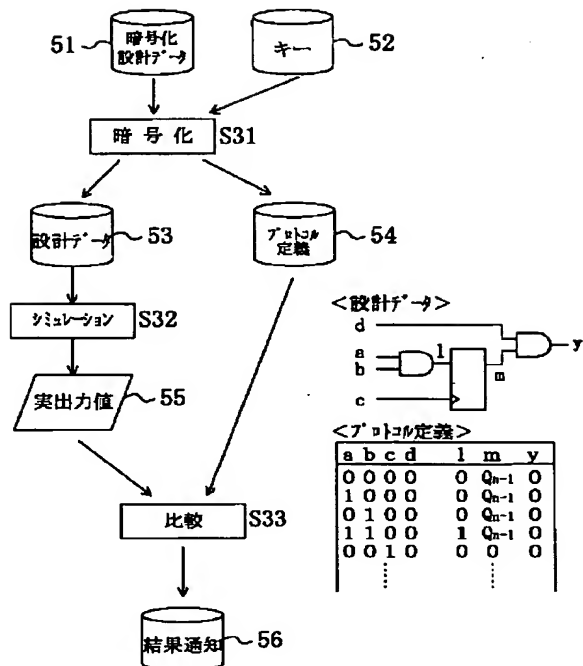 51
暗号化
設計データ
キー
52
暗号化
S31
設計データ
53
プロトコル
定義
54
シミュレーション
S32
実出力値
55
比較
S33
結果通知
56
<設計データ>
d
a
b
l
m
c
y
<プロトコル定義>
a b c d l m y
0 0 0 0 0 Qn-1 0
1 0 0 0 0 Qn-1 0
0 1 0 0 0 Qn-1 0
1 1 0 0 1 Qn-1 0
0 0 1 0 0 0 0